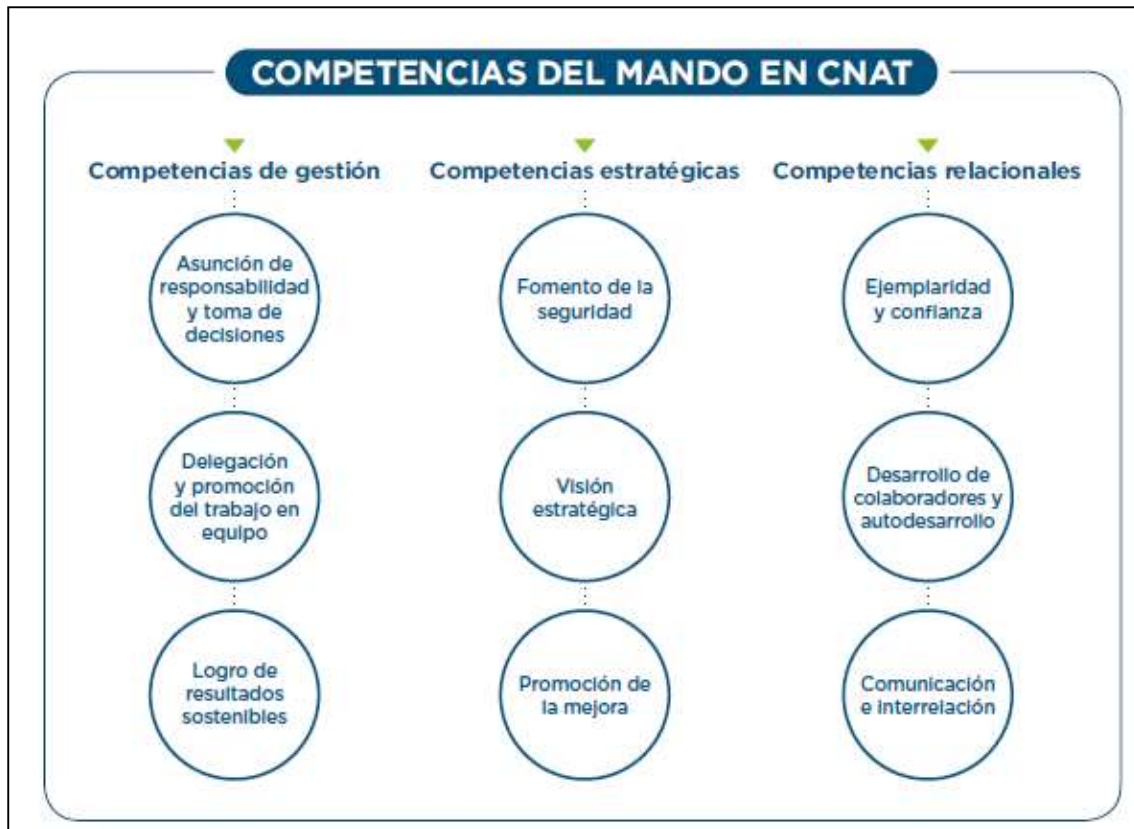 COMPETENCIAS DEL MANDO EN CNAT
Competencias de gestión
Asunción de
responsabilidad
y toma de
decisiones
Delegación
y promoción
del trabajo en
equipo
Logro de
resultados
sostenibles
Competencias estratégicas
Fomento de la
seguridad
Visión
estratégica
Promoción de
la mejora
Competencias relacionales
Ejemplaridad
y confianza
Desarrollo de
colaboradores y
autodesarrollo
Comunicación
e interrelación